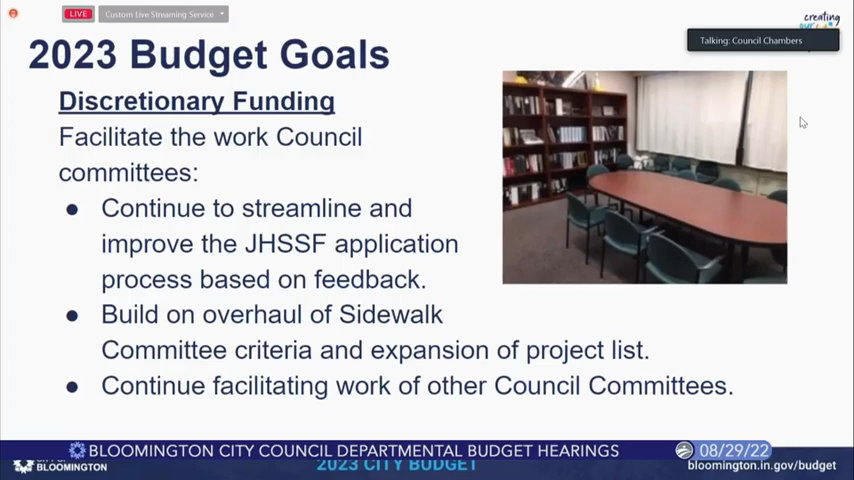 LIVE
Custom Live Streaming Service
creating
Talking: Council Chambers
2023 Budget Goals
Discretionary Funding
Facilitate the work Council
committees:
● Continue to streamline and
improve the JHSSF application
process based on feedback.
● Build on overhaul of Sidewalk
Committee criteria and expansion of project list.
● Continue facilitating work of other Council Committees.
BLOOMINGTON CITY COUNCIL DEPARTMENTAL BUDGET HEARINGS
08/29/22
BLOOMINGTON
2023 CITY BUDGET
bloomington.in.gov/budget